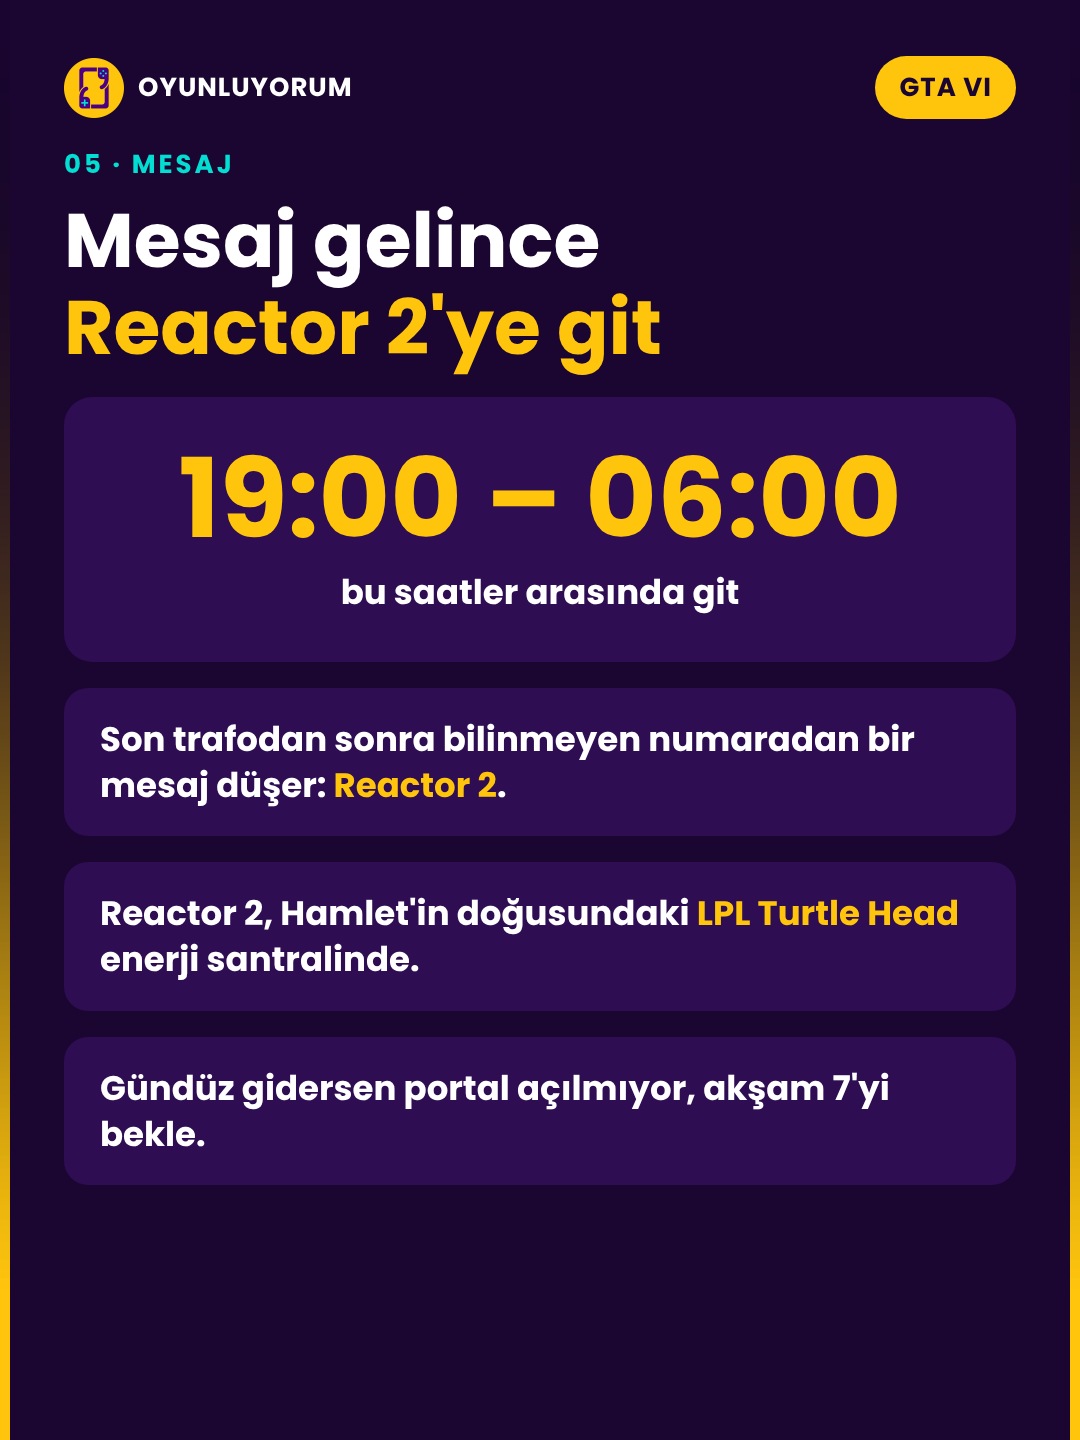 OYUNLUYORUM
GTA VI
05 · MESAJ
Mesaj gelince
Reactor 2'ye git
19:00 – 06:00
bu saatler arasında git
Son trafodan sonra bilinmeyen numaradan bir
mesaj düşer: Reactor 2.
Reactor 2, Hamlet'in doğusundaki LPL Turtle Head
enerji santralinde.
Gündüz gidersen portal açılmıyor, akşam 7'yi
bekle.